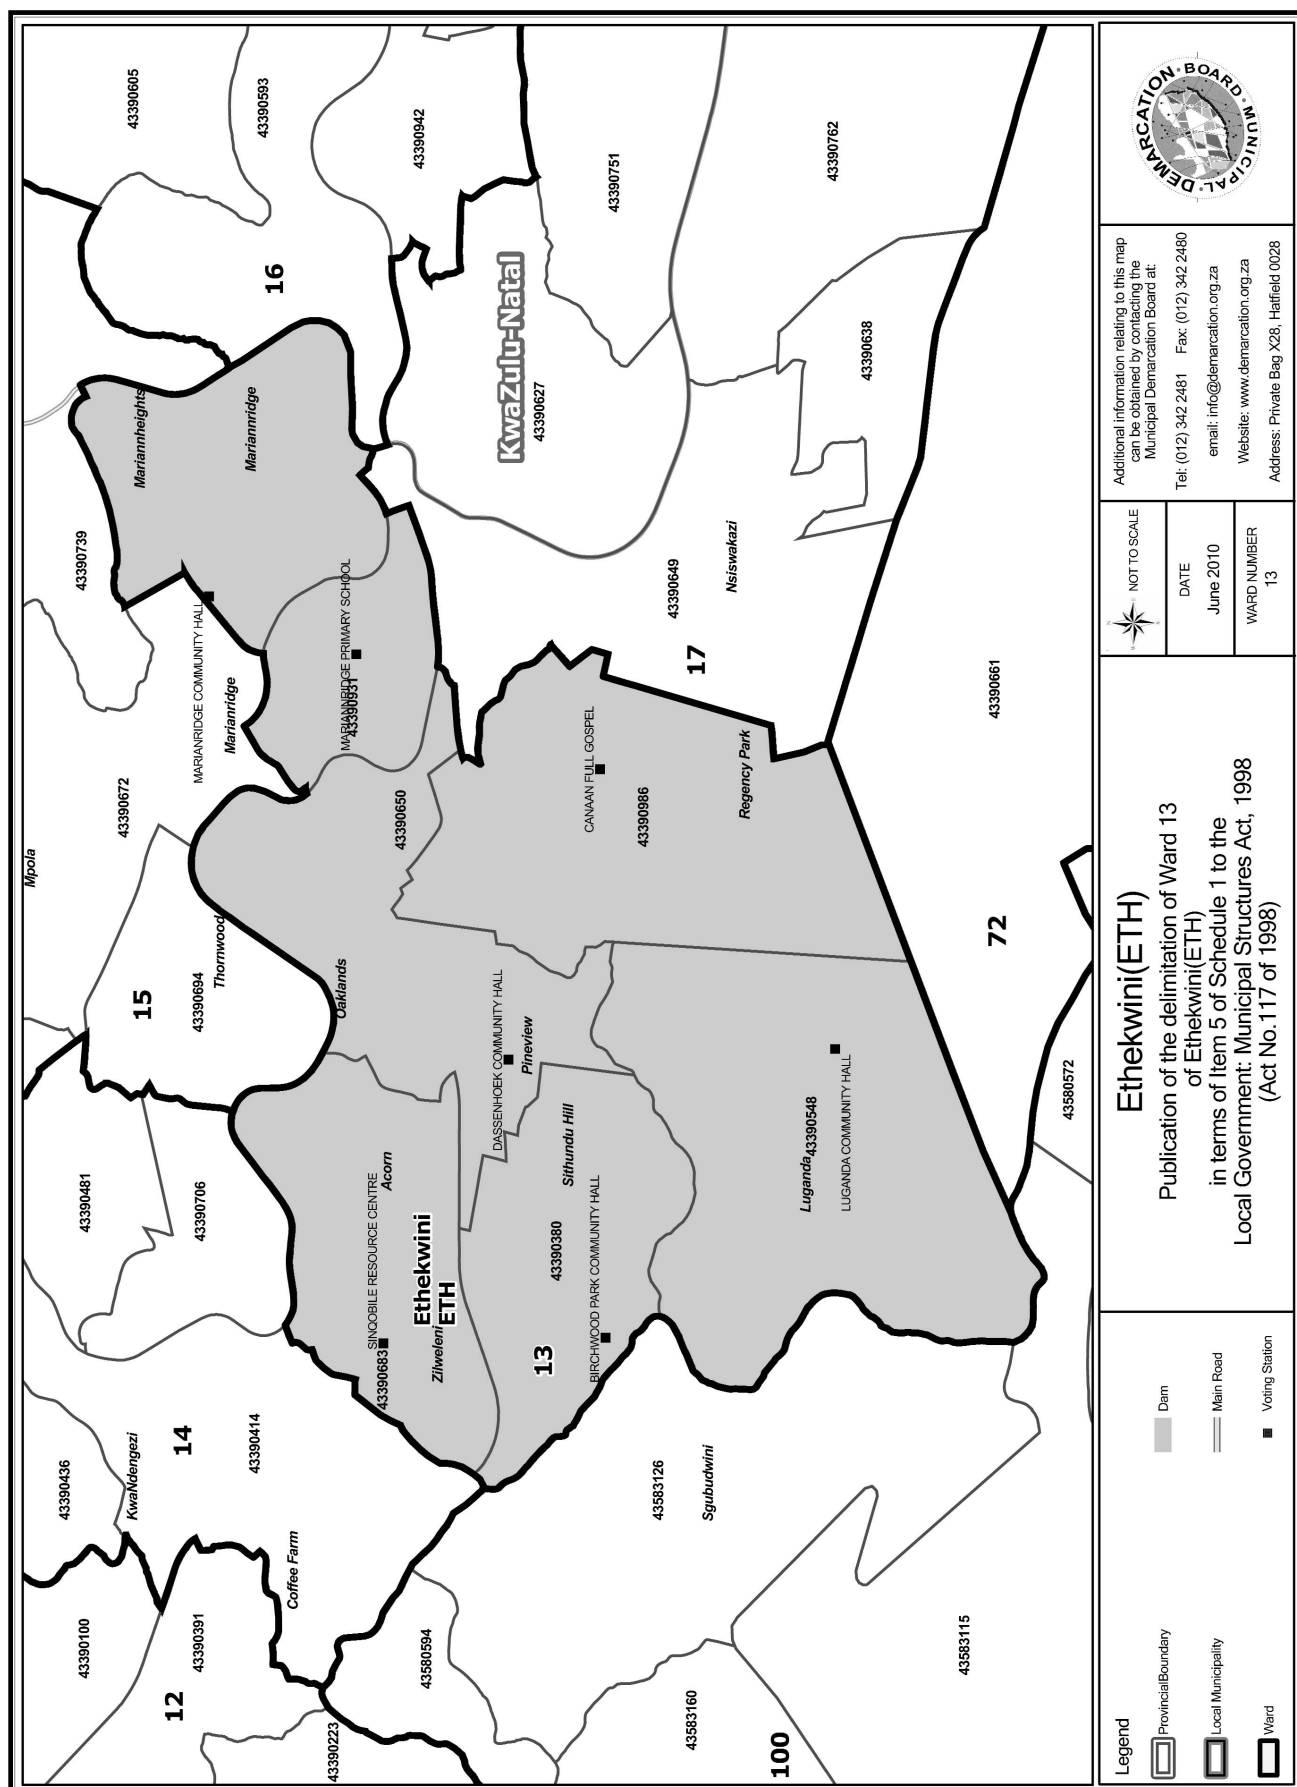 43390605
43390593
43390942
43390751
43390762
16
KwaZulu-Natal
43390627
43390638
Mariannheights
Mariannridge
43390739
MARIANRIDGE COMMUNITY HALL
Marianridge
MARIANNRIDGE PRIMARY SCHOOL
43390931
43390649
Nsiswakazi
17
43390661
43390672
Mpola
43390650
CANAAN FULL GOSPEL
43390986
Regency Park
72
15
43390694
Thornwood
Oaklands
DASSENHOEK COMMUNITY HALL
Pineview
43580572
43390481
43390706
SINQOBILE RESOURCE CENTRE
Acorn
Sithundu Hill
43390380
BIRCHWOOD PARK COMMUNITY HALL
Luganda
43390548
LUGANDA COMMUNITY HALL
Ethekwini
ETH
43390683
Zilweleni
13
14
43390414
43390436
KwaNdengezi
Coffee Farm
43583126
Sgubudwini
43390100
43390391
12
43390223
43580594
43583160
100
43583115
Legend
ProvincialBoundary
Local Municipality
Ward
Dam
Main Road
Voting Station
Ethekwini(ETH)
Publication of the delimitation of Ward 13
of Ethekwini(ETH)
in terms of Item 5 of Schedule 1 to the
Local Government: Municipal Structures Act, 1998
(Act No.117 of 1998)
NOT TO SCALE
DATE
June 2010
WARD NUMBER
13
Additional information relating to this map
can be obtained by contacting the
Municipal Demarcation Board at:
Tel: (012) 342 2481 Fax: (012) 342 2480
email: info@demarcation.org.za
Website: www.demarcation.org.za
Address: Private Bag X28, Hatfield 0028
MUNICIPAL DEMARCATION BOARD